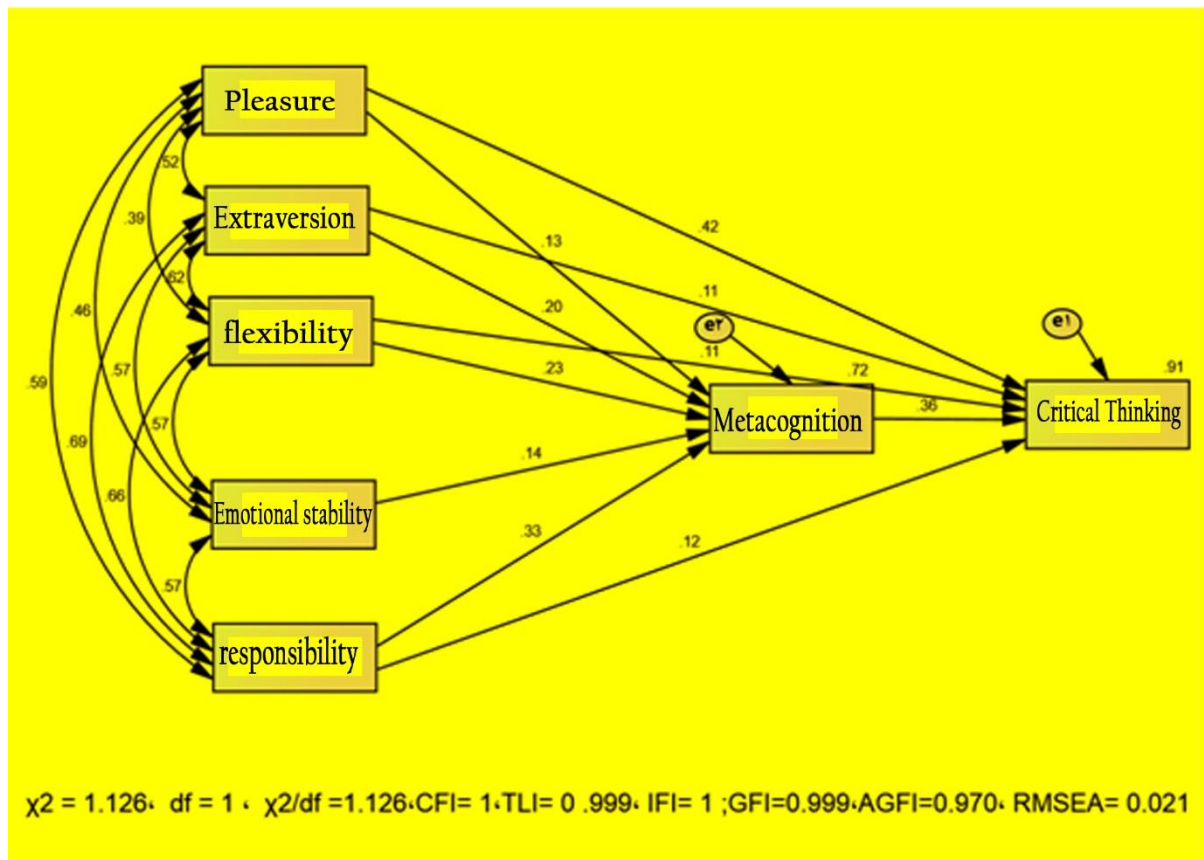 Pleasure
.52
Extraversion
.42
.39
.13
.11
.62
.46
.20
e۲
e۱
flexibility
.11
.59
.57
.57
.23
.72
.91
.36
Metacognition
Critical Thinking
.69
.66
.14
Emotional stability
.33
.12
.57
responsibility
χ2 = 1.126، df = 1 ، χ2/df =1.126،CFI= 1،TLI= 0 .999، IFI= 1 ;GFI=0.999،AGFI=0.970، RMSEA= 0.021